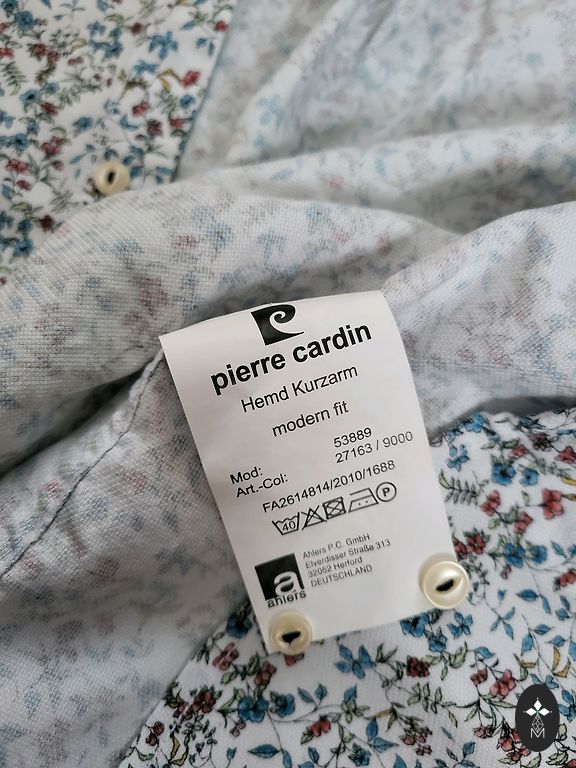 pierre cardin
Hemd Kurzarm
modern fit
Mod: 53889
Art.-Col: 27163 / 9000
FA2614814/2010/1688
40 P
a
ahlers
Ahlers P.C. GmbH
Elverdisser Straße 313
32052 Herford
DEUTSCHLAND
M